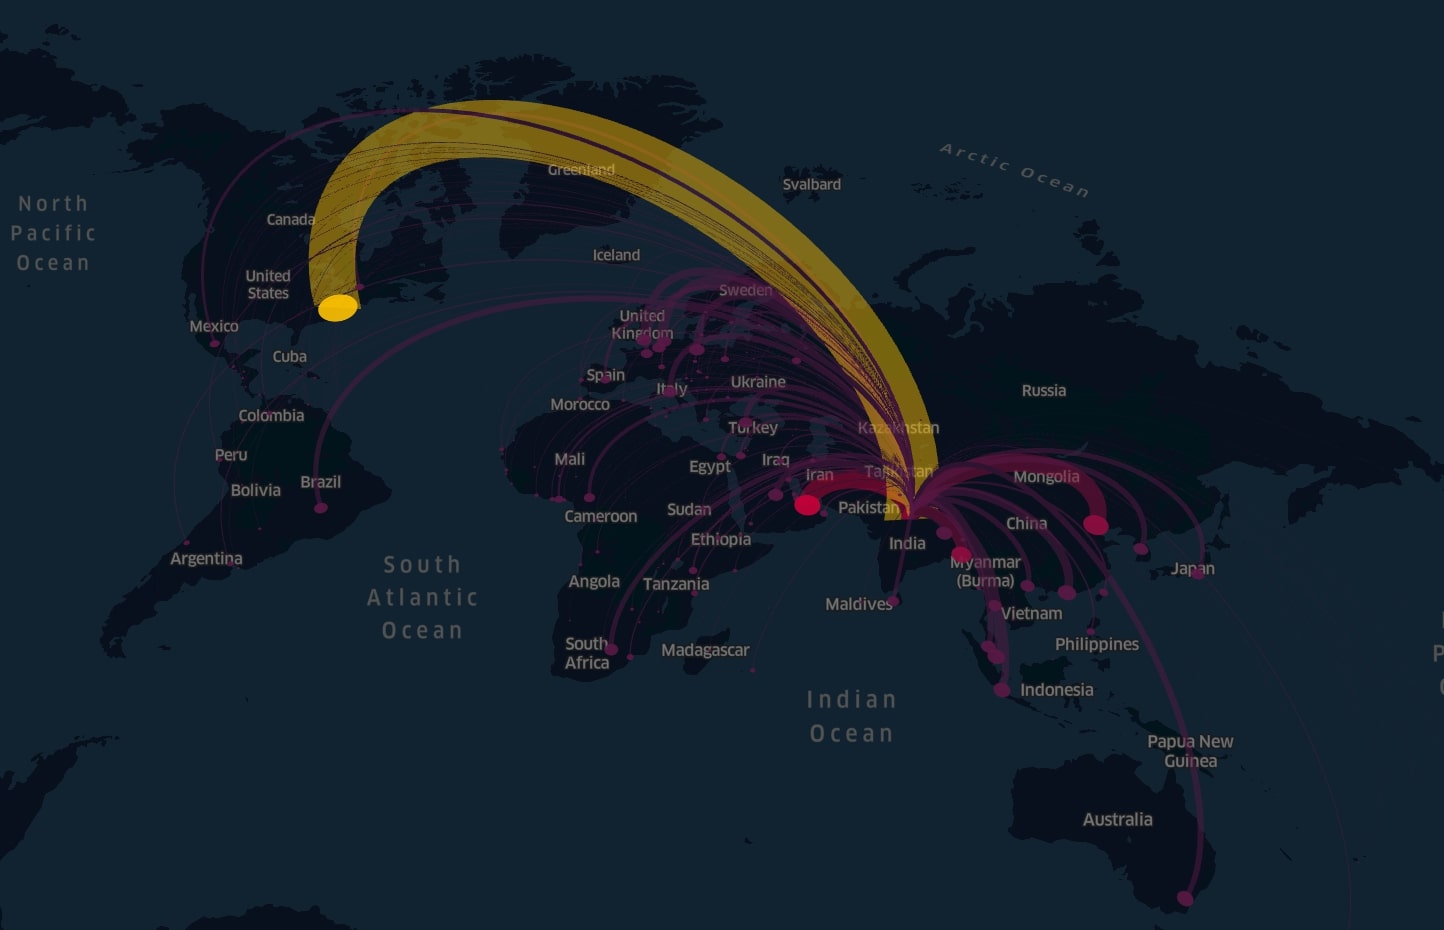 Arctic Ocean
Greenland
Svalbard
North
Pacific
Ocean
Canada
Iceland
United
States
Sweden
Mexico
United
Kingdom
Cuba
Spain
Italy
Ukraine
Russia
Morocco
Colombia
Turkey
Kazakhstan
Peru
Mali
Egypt
Iraq
Iran
Tajikistan
Mongolia
Bolivia
Brazil
Cameroon
Sudan
Pakistan
China
Ethiopia
India
Argentina
South
Atlantic
Ocean
Angola
Tanzania
Myanmar
(Burma)
Japan
Maldives
Vietnam
South
Africa
Madagascar
Philippines
Indian
Ocean
Indonesia
Papua New
Guinea
Australia